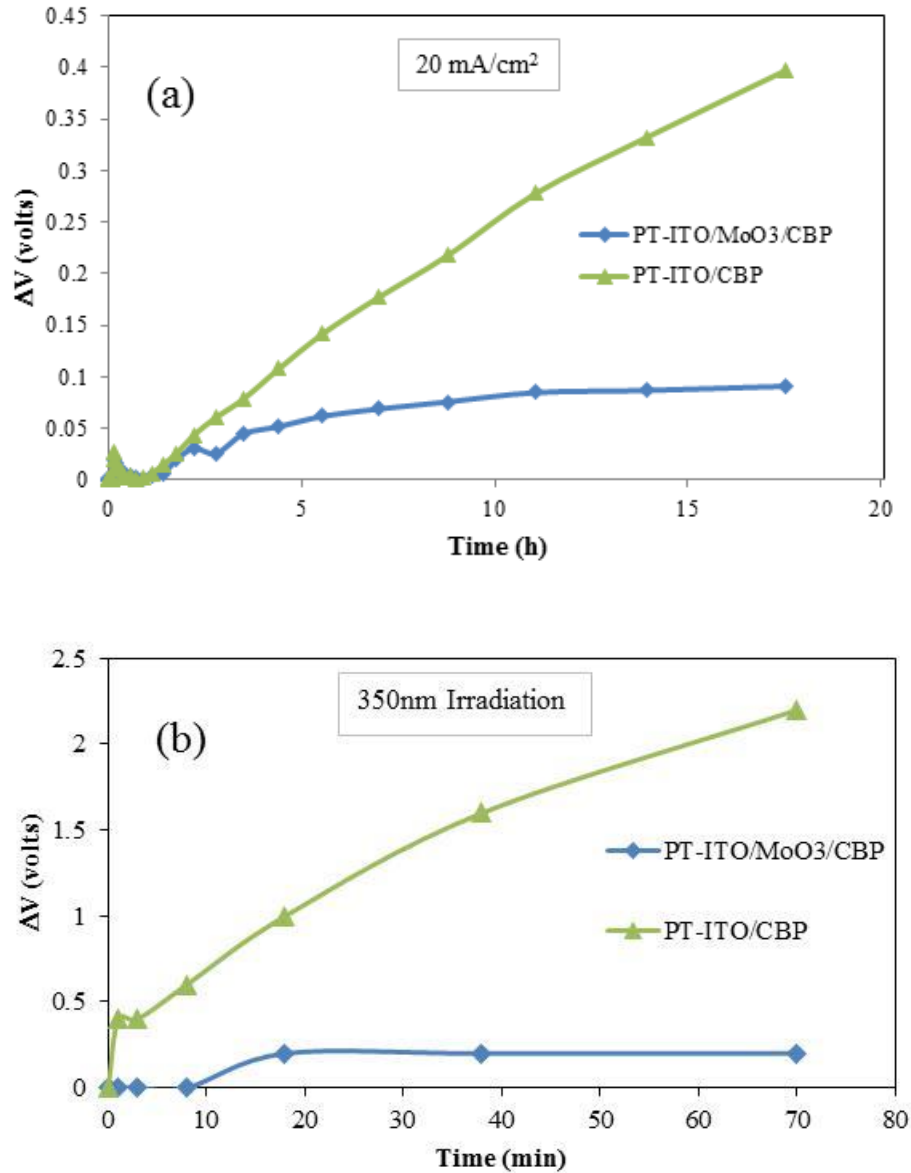 0.45
20 mA/cm²
0.4
(a)
0.35
0.3
0.25
ΔV (volts)
PT-ITO/MoO3/CBP
0.2
PT-ITO/CBP
0.15
0.1
0.05
0
0 5 10 15 20
Time (h)
2.5
350nm Irradiation
(b)
2
1.5
ΔV (volts)
PT-ITO/MoO3/CBP
1
PT-ITO/CBP
0.5
0
0 10 20 30 40 50 60 70 80
Time (min)